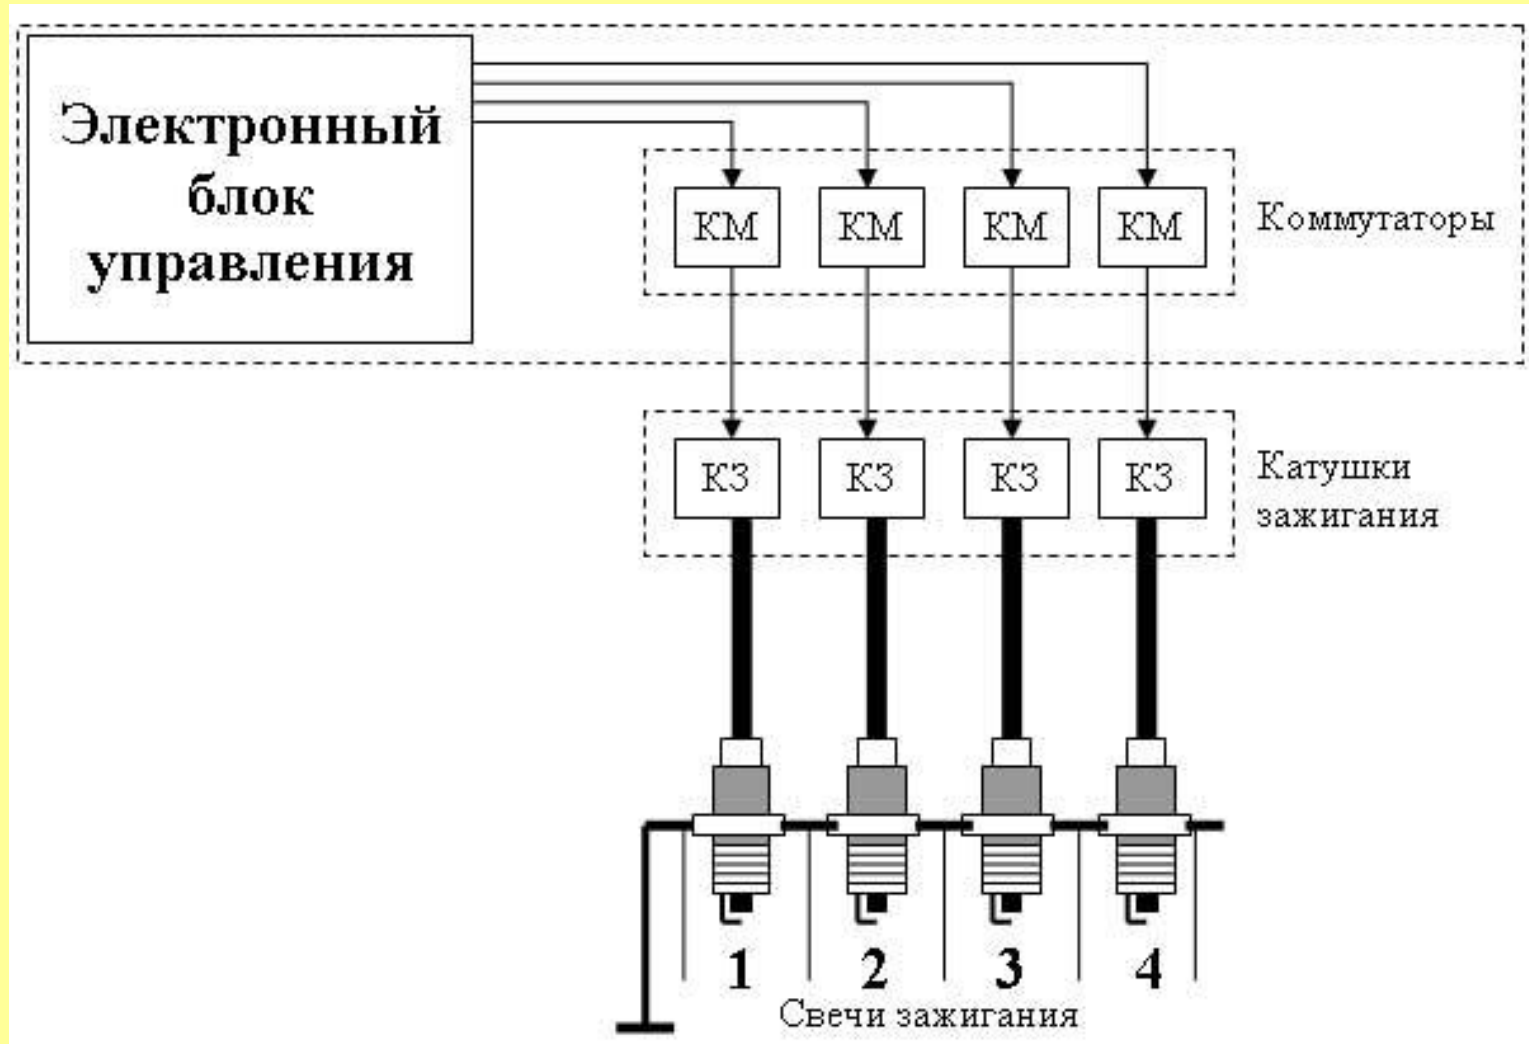 Электронный
блок
управления
КМ КМ КМ КМ
Коммутаторы
КЗ КЗ КЗ КЗ
Катушки
зажигания
1 2 3 4
Свечи зажигания